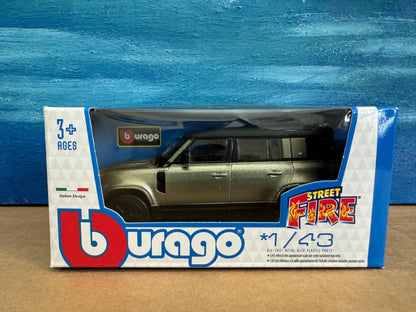 3+
AGES
burago
Italian Design
STREET
FIRE
burago®
*1/43
DIE-CAST METAL WITH PLASTIC PARTS